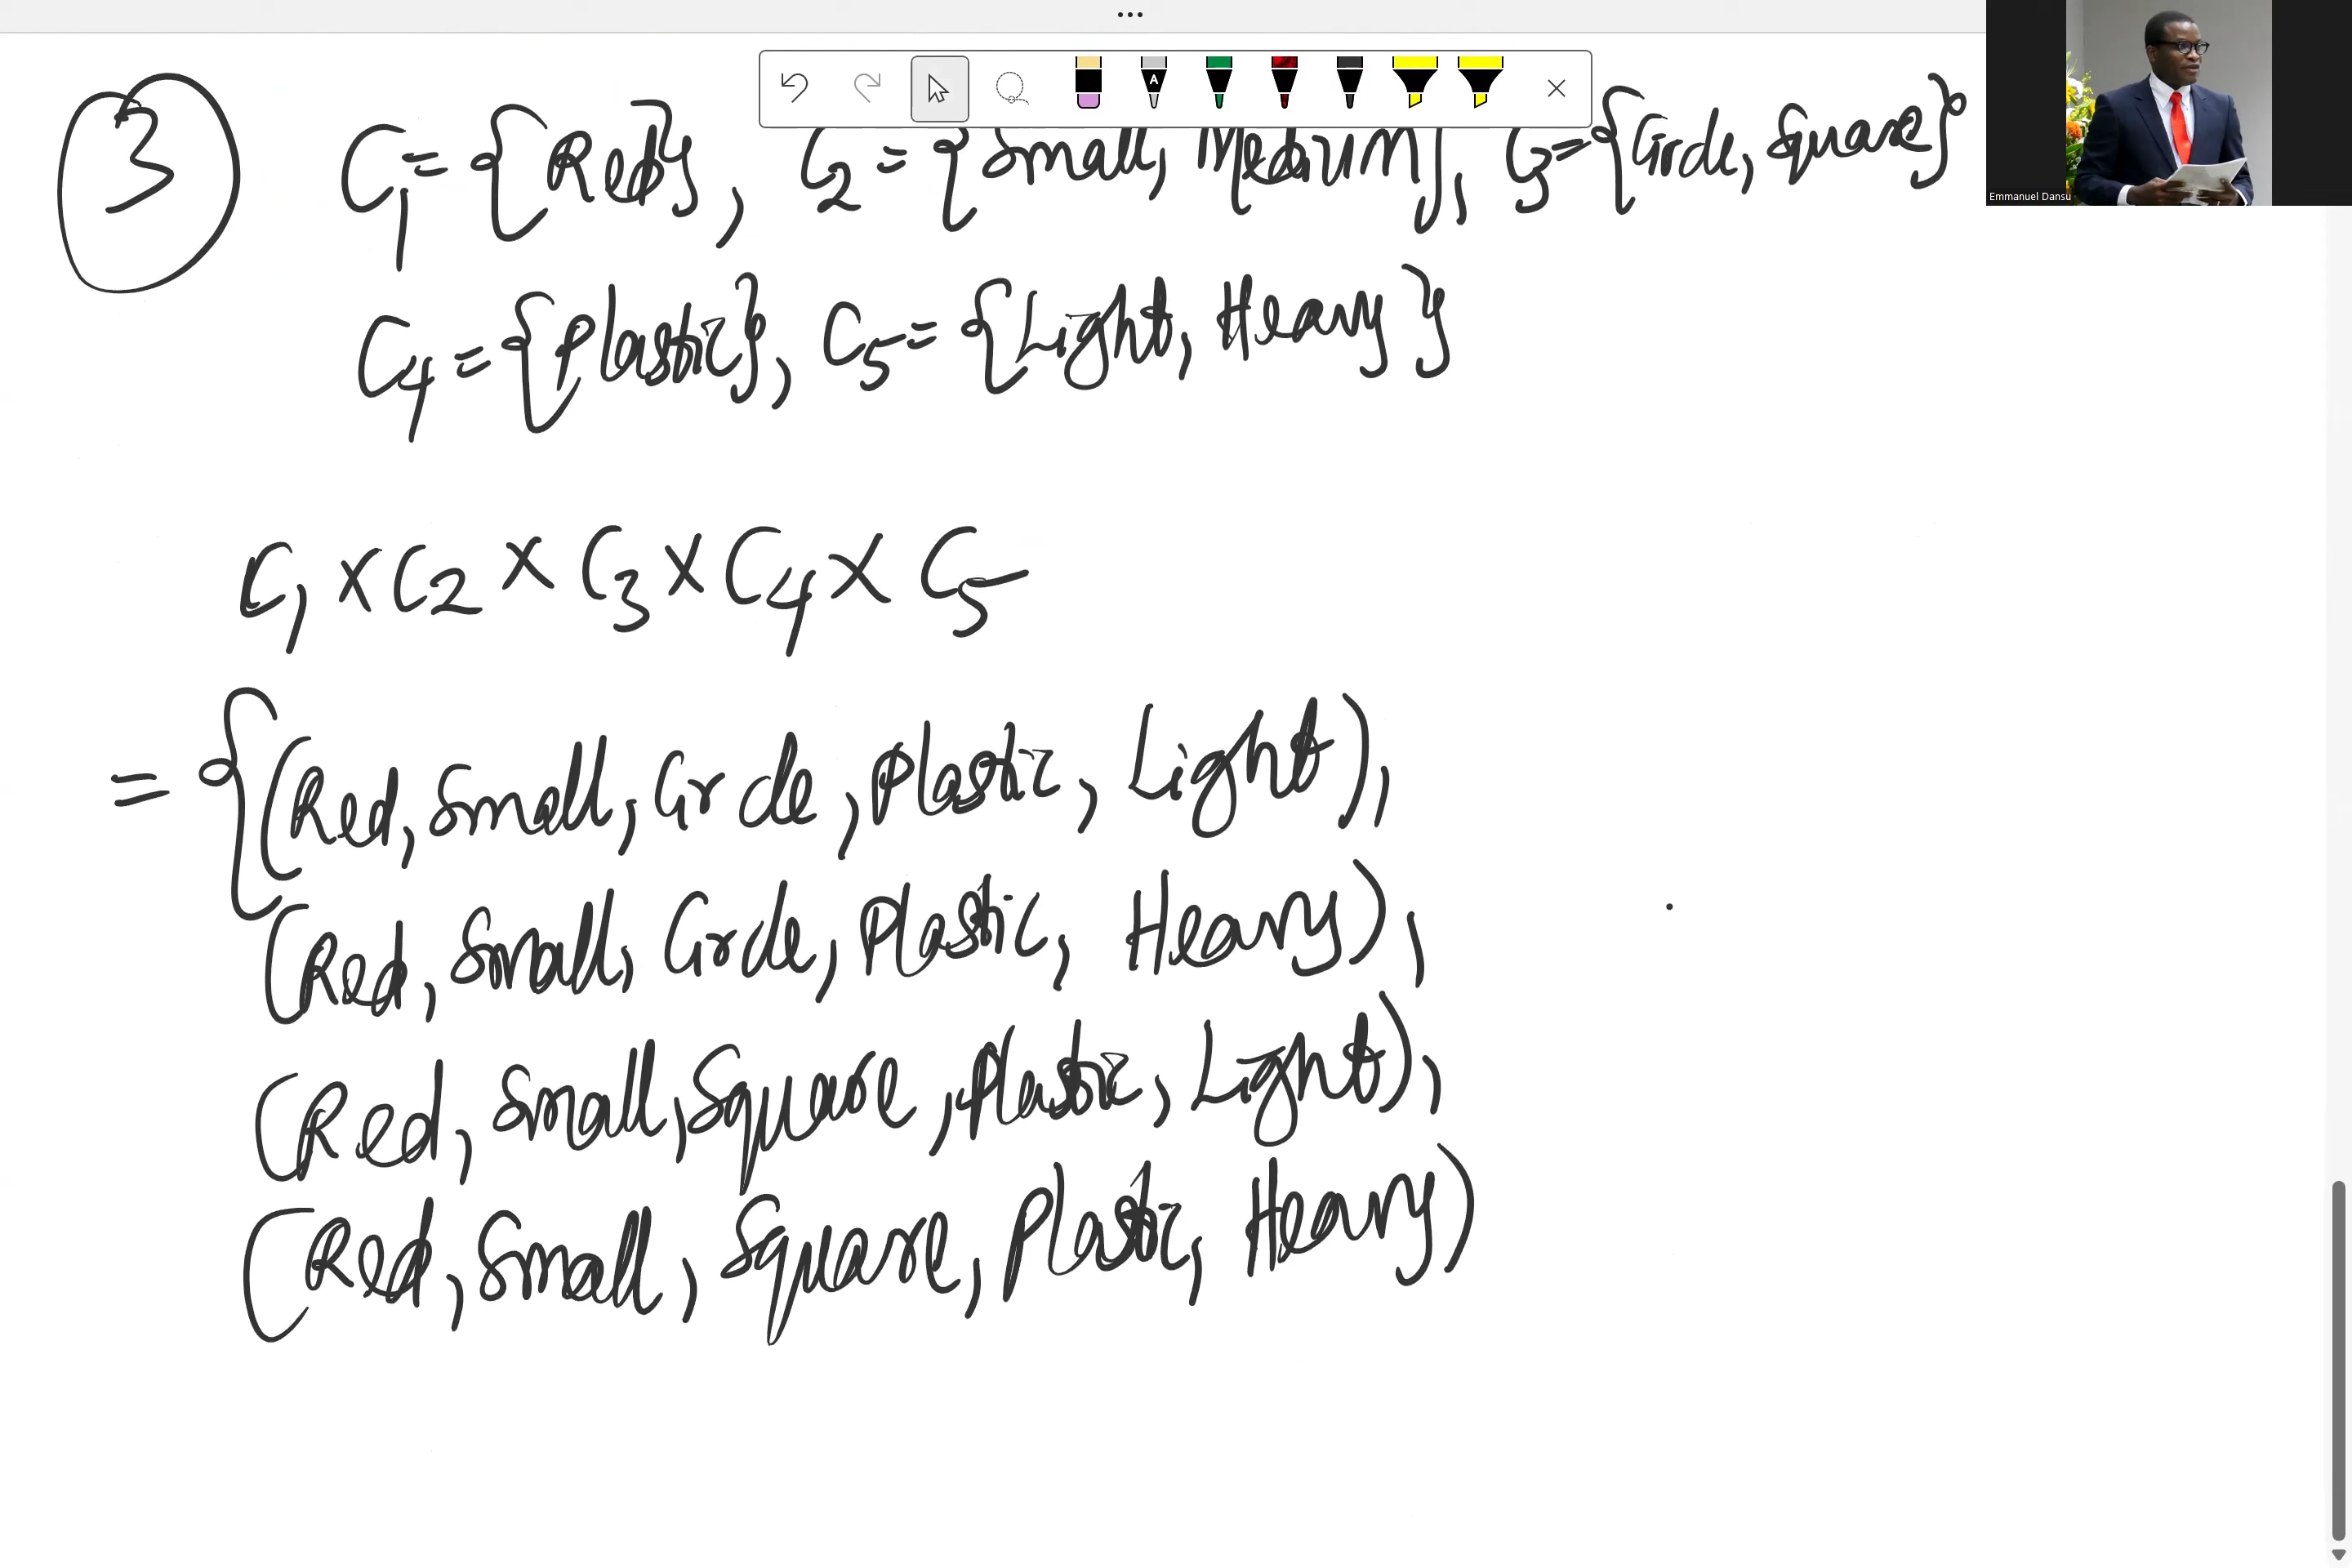 ...
3 C1 = {Red}, C2 = {Small, Medium}, C3 = {Circle, Square}
Emmanuel Dansu
C4 = {Plastic}, C5 = {Light, Heavy}
C1 × C2 × C3 × C4 × C5
= {(Red, Small, Circle, Plastic, Light),
(Red, Small, Circle, Plastic, Heavy),
(Red, Small, Square, Plastic, Light),
(Red, Small, Square, Plastic, Heavy)